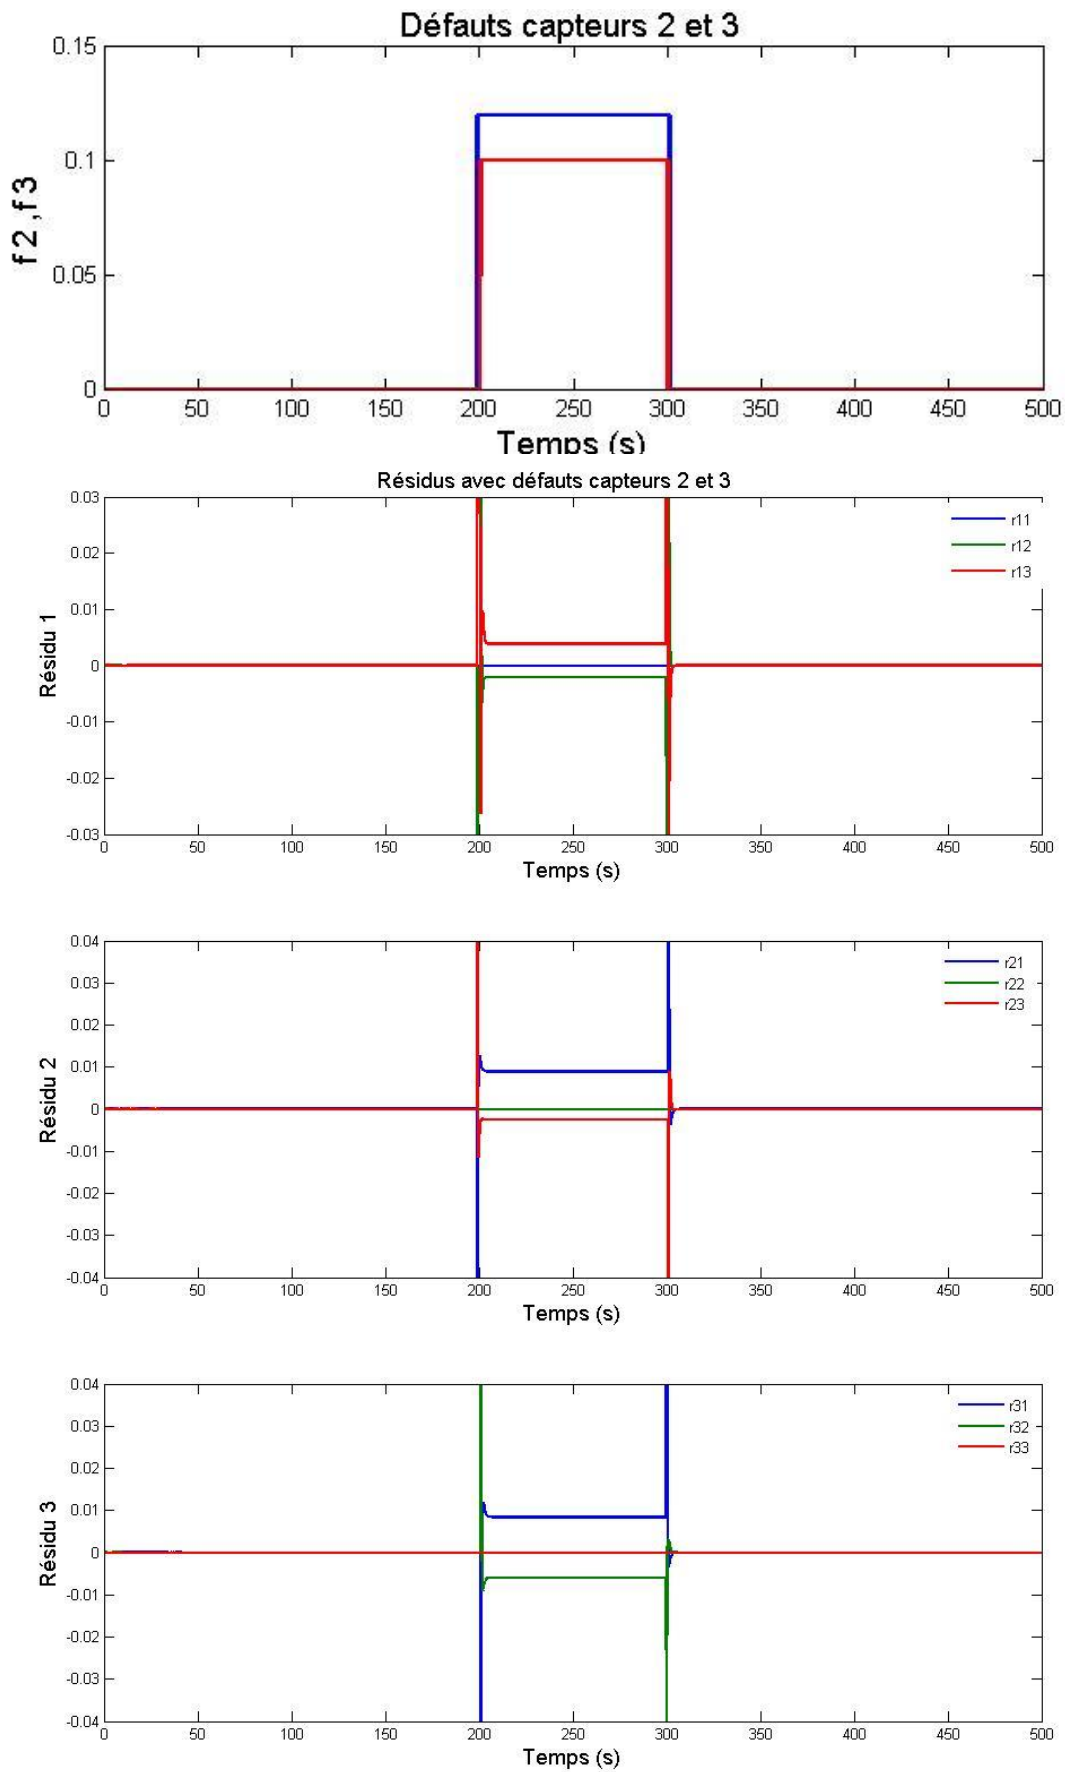 Défauts capteurs 2 et 3
0.15
0.1
0.05
0
f2 ,f3
0 50 100 150 200 250 300 350 400 450 500
Temps (s)
Résidus avec défauts capteurs 2 et 3
0.03
0.02
0.01
0
-0.01
-0.02
-0.03
Résidu 1
r11
r12
r13
0 50 100 150 200 250 300 350 400 450 500
Temps (s)
0.04
0.03
0.02
0.01
0
-0.01
-0.02
-0.03
-0.04
Résidu 2
r21
r22
r23
0 50 100 150 200 250 300 350 400 450 500
Temps (s)
0.04
0.03
0.02
0.01
0
-0.01
-0.02
-0.03
-0.04
Résidu 3
r31
r32
r33
0 50 100 150 200 250 300 350 400 450 500
Temps (s)